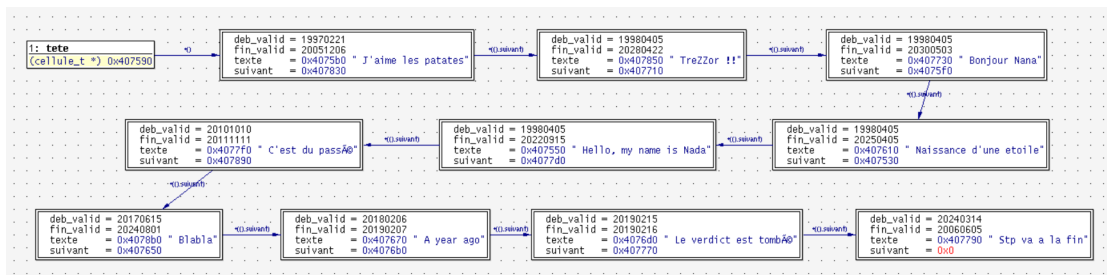 1: tete
(cellule_t *) 0x407590
*()
deb_valid = 19970221
fin_valid = 20051206
texte = 0x4075b0 " J'aime les patates"
suivant = 0x407830
*(().suivant)
deb_valid = 19980405
fin_valid = 20280422
texte = 0x407850 " TreZZor !!"
suivant = 0x407710
*(().suivant)
deb_valid = 19980405
fin_valid = 20300503
texte = 0x407730 " Bonjour Nana"
suivant = 0x4075f0
*(().suivant)
deb_valid = 19980405
fin_valid = 20250405
texte = 0x407610 " Naissance d'une etoile"
suivant = 0x407530
*(().suivant)
deb_valid = 19980405
fin_valid = 20220915
texte = 0x407550 " Hello, my name is Nada"
suivant = 0x4077d0
*(().suivant)
deb_valid = 20101010
fin_valid = 20111111
texte = 0x4077f0 " C'est du passÃ©"
suivant = 0x407890
*(().suivant)
deb_valid = 20170615
fin_valid = 20240801
texte = 0x4078b0 " Blabla"
suivant = 0x407650
*(().suivant)
deb_valid = 20180206
fin_valid = 20190207
texte = 0x407670 " A year ago"
suivant = 0x4076b0
*(().suivant)
deb_valid = 20190215
fin_valid = 20190216
texte = 0x4076d0 " Le verdict est tombÃ©"
suivant = 0x407770
*(().suivant)
deb_valid = 20240314
fin_valid = 20060605
texte = 0x407790 " Stp va a la fin"
suivant = 0x0